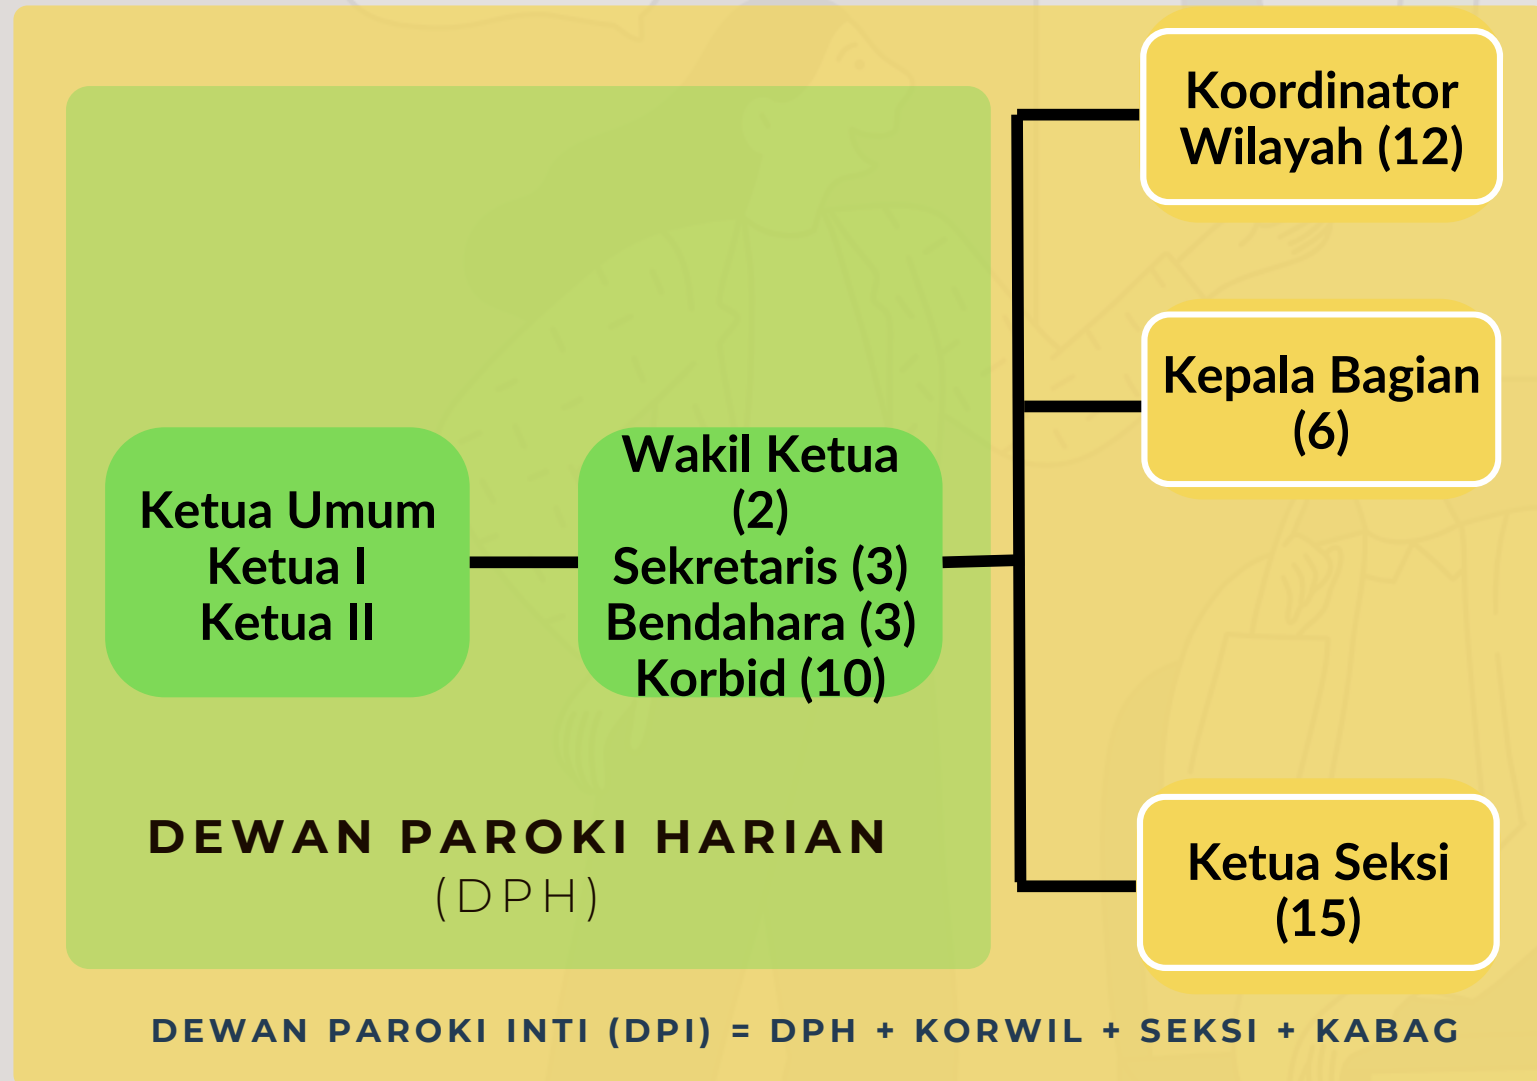 Ketua Umum
Ketua I
Ketua II
Wakil Ketua
(2)
Sekretaris (3)
Bendahara (3)
Korbid (10)
DEWAN PAROKI HARIAN
(DPH)
Koordinator
Wilayah (12)
Kepala Bagian
(6)
Ketua Seksi
(15)
DEWAN PAROKI INTI (DPI) = DPH + KORWIL + SEKSI + KABAG